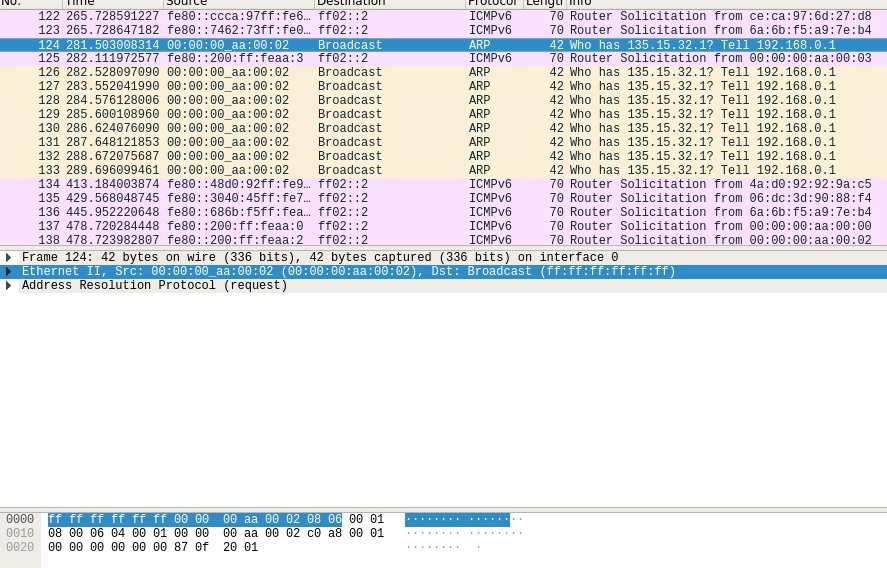 No. Time Source Destination Protocol Lengtl Info
122 265.728591227 fe80::ccca:97ff:fe6… ff02::2 ICMPv6 70 Router Solicitation from ce:ca:97:6d:27:d8
123 265.728647182 fe80::7462:73ff:fe0… ff02::2 ICMPv6 70 Router Solicitation from 6a:6b:f5:a9:7e:b4
124 281.503008314 00:00:00_aa:00:02 Broadcast ARP 42 Who has 135.15.32.1? Tell 192.168.0.1
125 282.111972577 fe80::200:ff:feaa:3 ff02::2 ICMPv6 70 Router Solicitation from 00:00:00:aa:00:03
126 282.528097090 00:00:00_aa:00:02 Broadcast ARP 42 Who has 135.15.32.1? Tell 192.168.0.1
127 283.552041990 00:00:00_aa:00:02 Broadcast ARP 42 Who has 135.15.32.1? Tell 192.168.0.1
128 284.576128006 00:00:00_aa:00:02 Broadcast ARP 42 Who has 135.15.32.1? Tell 192.168.0.1
129 285.600108960 00:00:00_aa:00:02 Broadcast ARP 42 Who has 135.15.32.1? Tell 192.168.0.1
130 286.624076090 00:00:00_aa:00:02 Broadcast ARP 42 Who has 135.15.32.1? Tell 192.168.0.1
131 287.648121853 00:00:00_aa:00:02 Broadcast ARP 42 Who has 135.15.32.1? Tell 192.168.0.1
132 288.672075687 00:00:00_aa:00:02 Broadcast ARP 42 Who has 135.15.32.1? Tell 192.168.0.1
133 289.696099461 00:00:00_aa:00:02 Broadcast ARP 42 Who has 135.15.32.1? Tell 192.168.0.1
134 413.184003874 fe80::48d0:92ff:fe9… ff02::2 ICMPv6 70 Router Solicitation from 4a:d0:92:92:9a:c5
135 429.568048745 fe80::3040:45ff:fe7… ff02::2 ICMPv6 70 Router Solicitation from 06:dc:3d:90:88:f4
136 445.952220648 fe80::686b:f5ff:fea… ff02::2 ICMPv6 70 Router Solicitation from 6a:6b:f5:a9:7e:b4
137 478.720284448 fe80::200:ff:feaa:0 ff02::2 ICMPv6 70 Router Solicitation from 00:00:00:aa:00:00
138 478.723982807 fe80::200:ff:feaa:2 ff02::2 ICMPv6 70 Router Solicitation from 00:00:00:aa:00:02
Frame 124: 42 bytes on wire (336 bits), 42 bytes captured (336 bits) on interface 0
Ethernet II, Src: 00:00:00_aa:00:02 (00:00:00:aa:00:02), Dst: Broadcast (ff:ff:ff:ff:ff:ff)
Address Resolution Protocol (request)
0000 ff ff ff ff ff ff 00 00 00 aa 00 02 08 06 00 01 ········ ········
0010 08 00 06 04 00 01 00 00 00 aa 00 02 c0 a8 00 01 ········ ········
0020 00 00 00 00 00 00 87 0f 20 01 ········ ·